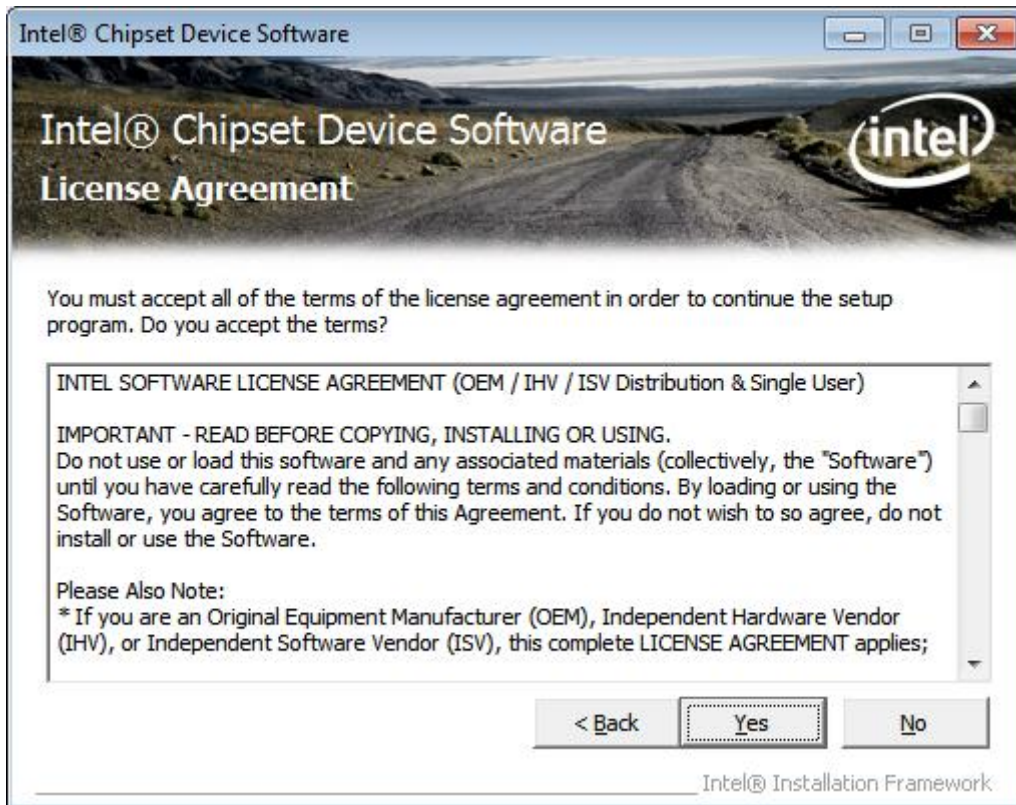 Intel® Chipset Device Software
Intel® Chipset Device Software
intel
License Agreement
You must accept all of the terms of the license agreement in order to continue the setup
program. Do you accept the terms?
INTEL SOFTWARE LICENSE AGREEMENT (OEM / IHV / ISV Distribution & Single User)
IMPORTANT - READ BEFORE COPYING, INSTALLING OR USING.
Do not use or load this software and any associated materials (collectively, the "Software")
until you have carefully read the following terms and conditions. By loading or using the
Software, you agree to the terms of this Agreement. If you do not wish to so agree, do not
install or use the Software.
Please Also Note:
* If you are an Original Equipment Manufacturer (OEM), Independent Hardware Vendor
(IHV), or Independent Software Vendor (ISV), this complete LICENSE AGREEMENT applies;
< Back
Yes
No
Intel® Installation Framework